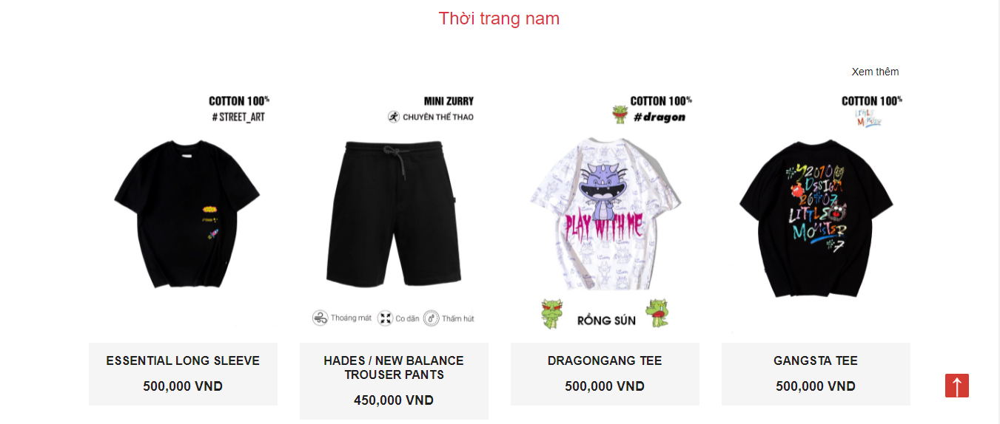 Thời trang nam
Xem thêm
COTTON 100%
# STREET_ART
MINI ZURRY
CHUYÊN THỂ THAO
Thoáng mát
Co dãn
Thấm hút
COTTON 100%
#dragon
PLAY WITH ME
RỒNG SÚN
COTTON 100%
LITTLE
MONSTER
Y2010
DESIGN
26*07
LITTLE
MONSTER
*7
ESSENTIAL LONG SLEEVE
500,000 VND
HADES / NEW BALANCE
TROUSER PANTS
450,000 VND
DRAGONGANG TEE
500,000 VND
GANGSTA TEE
500,000 VND